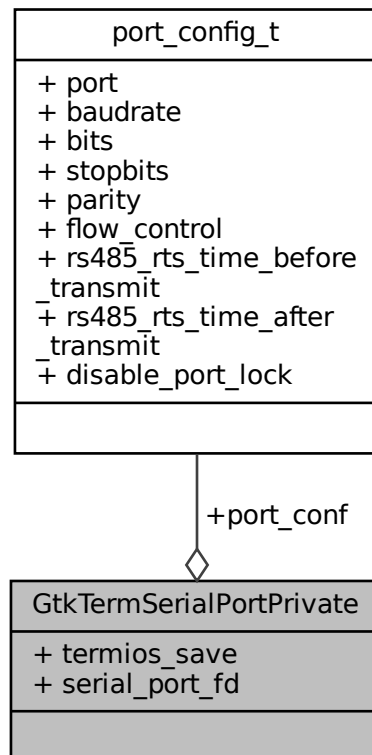 port_config_t
+ port
+ baudrate
+ bits
+ stopbits
+ parity
+ flow_control
+ rs485_rts_time_before
_transmit
+ rs485_rts_time_after
_transmit
+ disable_port_lock
+port_conf
GtkTermSerialPortPrivate
+ termios_save
+ serial_port_fd